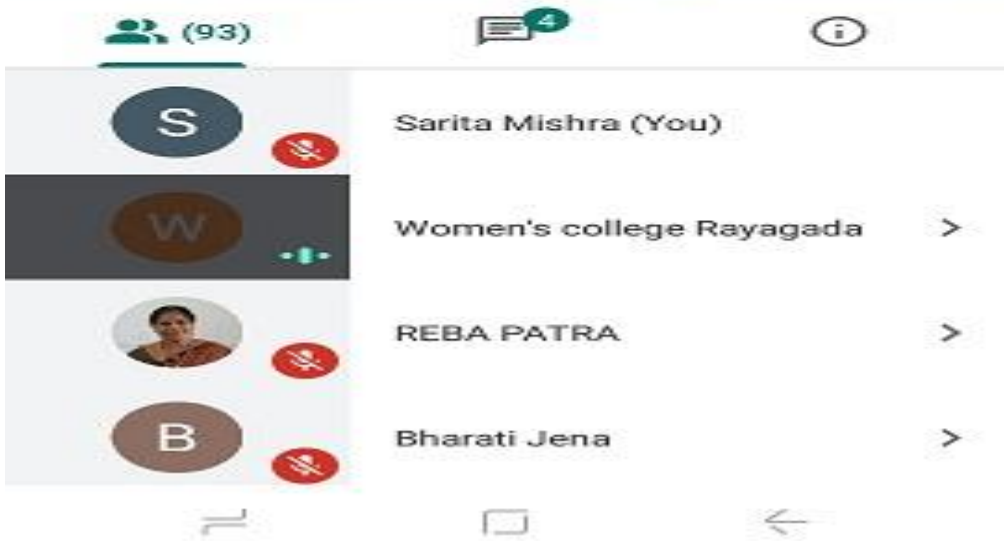 (93) 4
S Sarita Mishra (You)
W Women's college Rayagada
REBA PATRA
B Bharati Jena